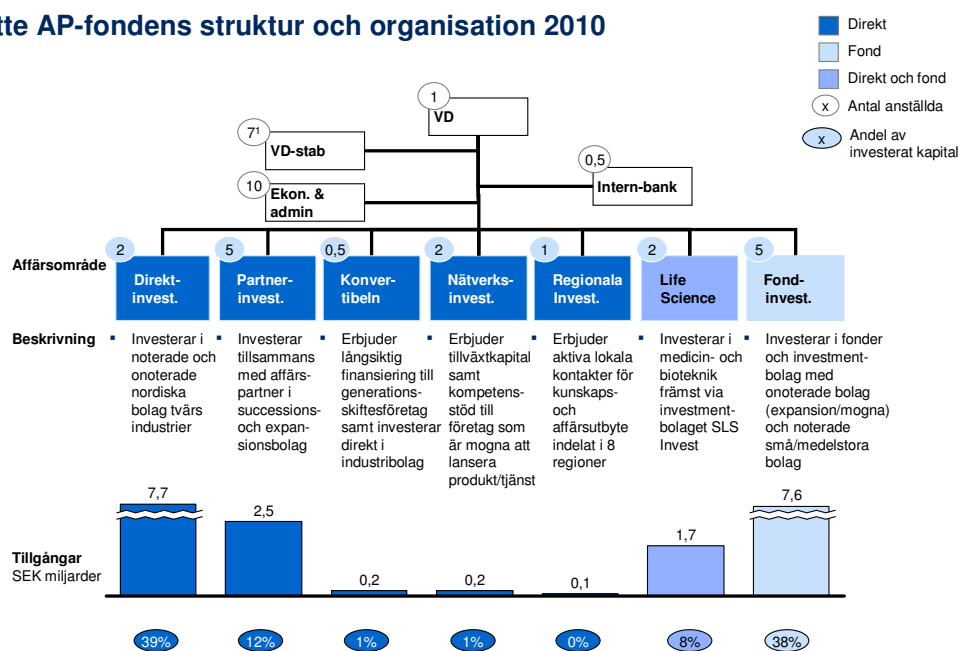 tte AP-fondens struktur och organisation 2010
Direkt
Fond
Direkt och fond
x Antal anställda
x Andel av
investerat kapital
1
VD
7¹
VD-stab
0,5
Intern-bank
10
Ekon. &
admin
Affärsområde
2
Direkt-
invest.
5
Partner-
invest.
0,5
Konver-
tibeln
2
Nätverks-
invest.
1
Regionala
Invest.
2
Life
Science
5
Fond-
invest.
Beskrivning
▪ Investerar i
noterade och
onoterade
nordiska
bolag tvärs
industrier
▪ Investerar
tillsammans
med affärs-
partner i
successions-
och expan-
sionsbolag
▪ Erbjuder
långsiktig
finansiering till
generations-
skiftesföretag
samt investerar
direkt i
industribolag
▪ Erbjuder
tillväxtkapital
samt
kompetens-
stöd till
företag som
är mogna att
lansera
produkt/tjänst
▪ Erbjuder
aktiva lokala
kontakter för
kunskaps-
och
affärsutbyte
indelat i 8
regioner
▪ Investerar i
medicin- och
bioteknik
främst via
investment-
bolaget SLS
Invest
▪ Investerar i fonder
och investment-
bolag med
onoterade bolag
(expansion/mogna)
och noterade
små/medelstora
bolag
Tillgångar
SEK miljarder
7,7
2,5
0,2
0,2
0,1
1,7
7,6
39%
12%
1%
1%
0%
8%
38%